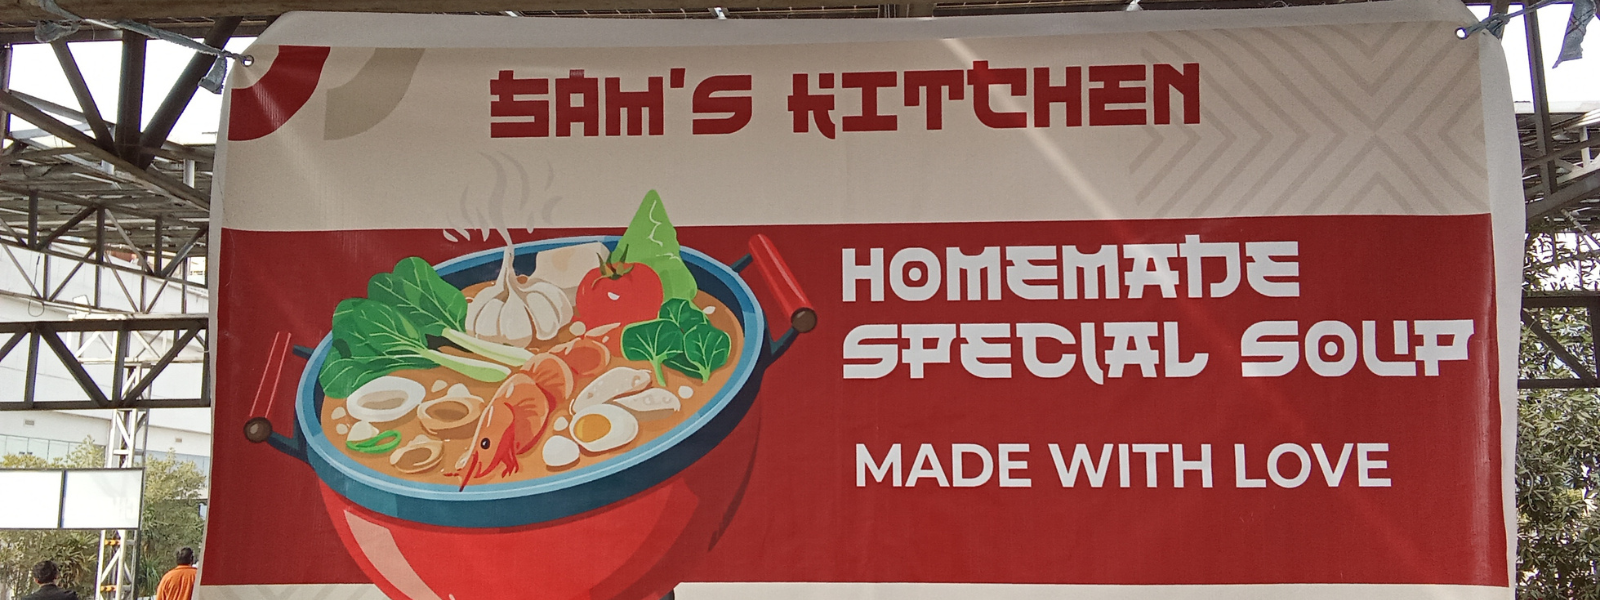 SAM'S KITCHEN
HOMEMADE
SPECIAL SOUP
MADE WITH LOVE